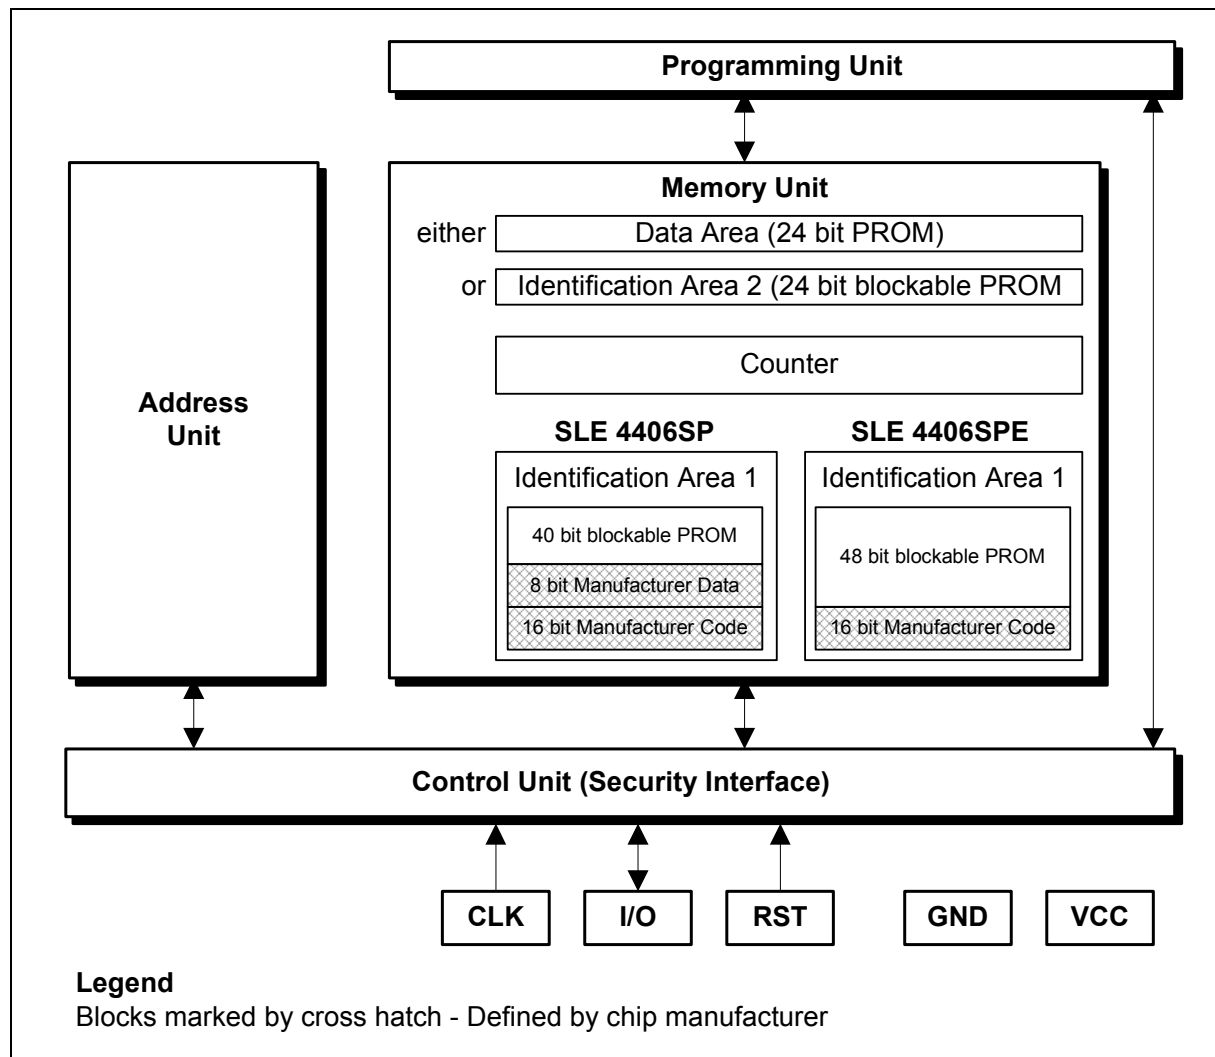 Programming Unit
Memory Unit
either
Data Area (24 bit PROM)
or
Identification Area 2 (24 bit blockable PROM
Counter
Address
Unit
SLE 4406SP
SLE 4406SPE
Identification Area 1
Identification Area 1
40 bit blockable PROM
48 bit blockable PROM
8 bit Manufacturer Data
16 bit Manufacturer Code
16 bit Manufacturer Code
Control Unit (Security Interface)
CLK
I/O
RST
GND
VCC
Legend
Blocks marked by cross hatch - Defined by chip manufacturer